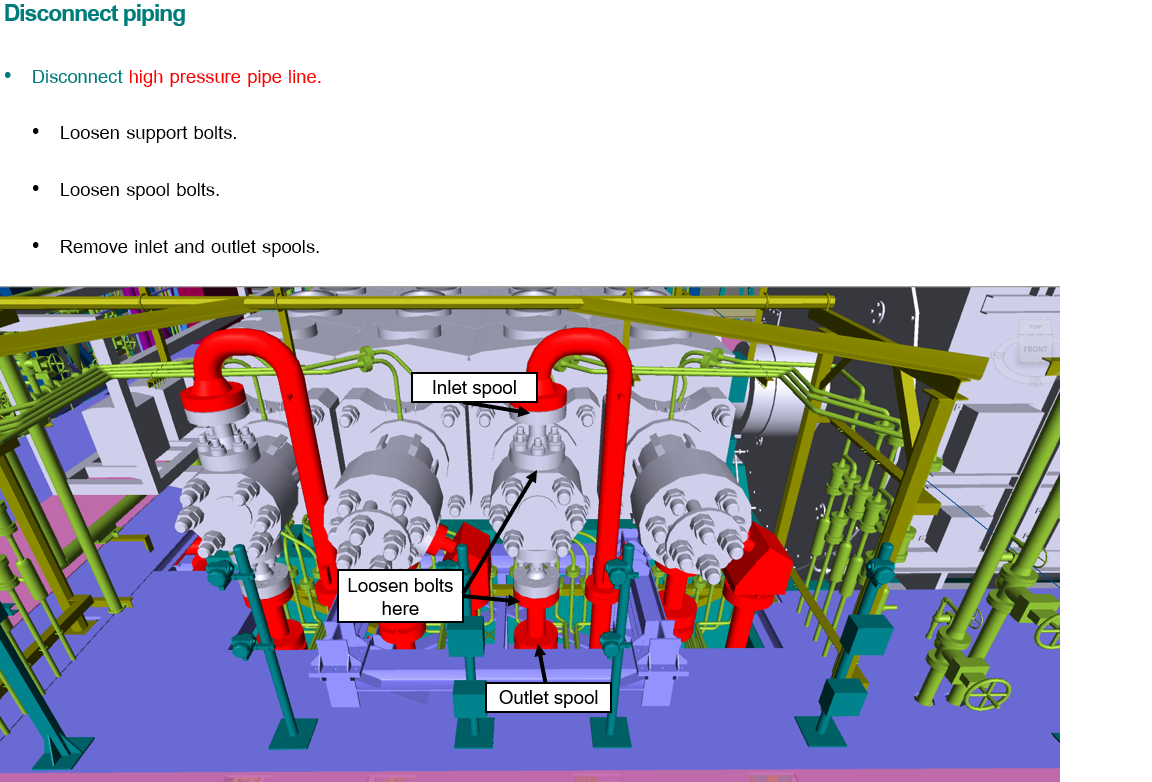 Disconnect piping
• Disconnect high pressure pipe line.
• Loosen support bolts.
• Loosen spool bolts.
• Remove inlet and outlet spools.
TOP
FRONT
Inlet spool
Loosen bolts
here
Outlet spool